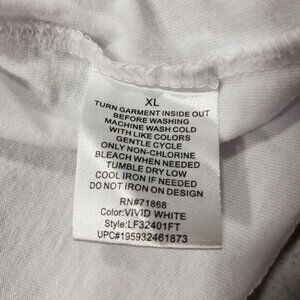 XL
TURN GARMENT INSIDE OUT
BEFORE WASHING
MACHINE WASH COLD
WITH LIKE COLORS
GENTLE CYCLE
ONLY NON-CHLORINE
BLEACH WHEN NEEDED
TUMBLE DRY LOW
COOL IRON IF NEEDED
DO NOT IRON ON DESIGN
RN#71868
Color:VIVID WHITE
Style:LF32401FT
UPC#195932461873